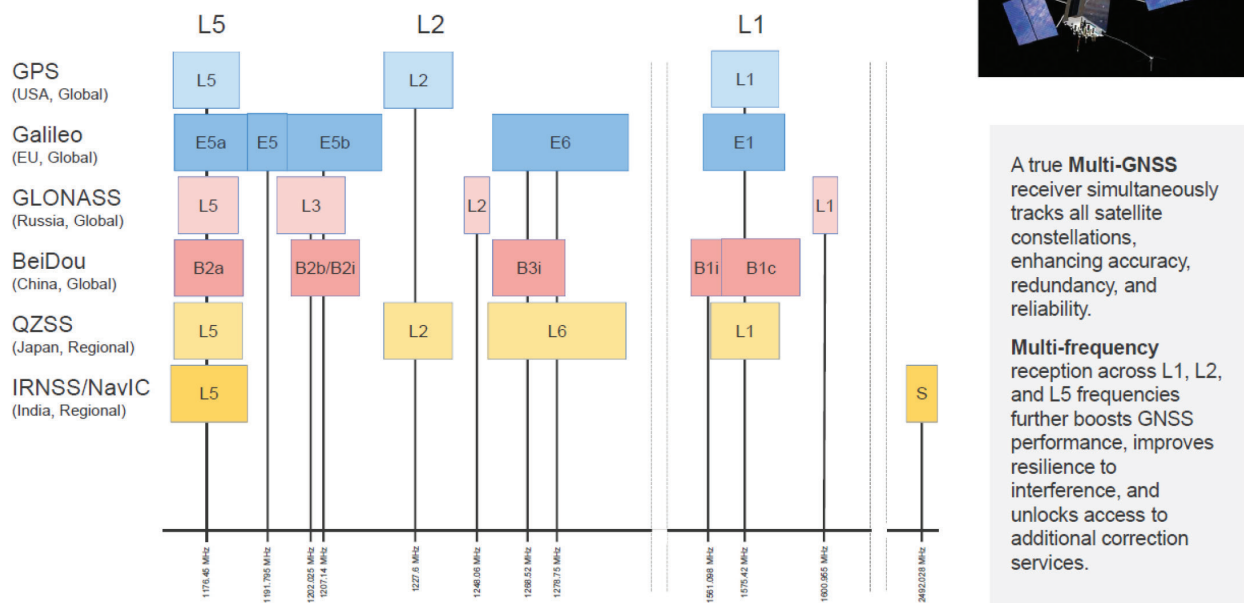 L5 L2 L1
GPS
(USA, Global)
L5 L2 L1
Galileo
(EU, Global)
E5a E5 E5b E6 E1
GLONASS
(Russia, Global)
L5 L3 L2 L1
BeiDou
(China, Global)
B2a B2b/B2i B3i B1i B1c
QZSS
(Japan, Regional)
L5 L2 L6 L1
IRNSS/NavIC
(India, Regional)
L5 S
1176.45 MHz
1191.795 MHz
1202.025 MHz
1207.14 MHz
1227.6 MHz
1248.06 MHz
1268.52 MHz
1278.75 MHz
1561.098 MHz
1575.42 MHz
1600.955 MHz
2492.028 MHz
A true Multi-GNSS
receiver simultaneously
tracks all satellite
constellations,
enhancing accuracy,
redundancy, and
reliability.
Multi-frequency
reception across L1, L2,
and L5 frequencies
further boosts GNSS
performance, improves
resilience to
interference, and
unlocks access to
additional correction
services.